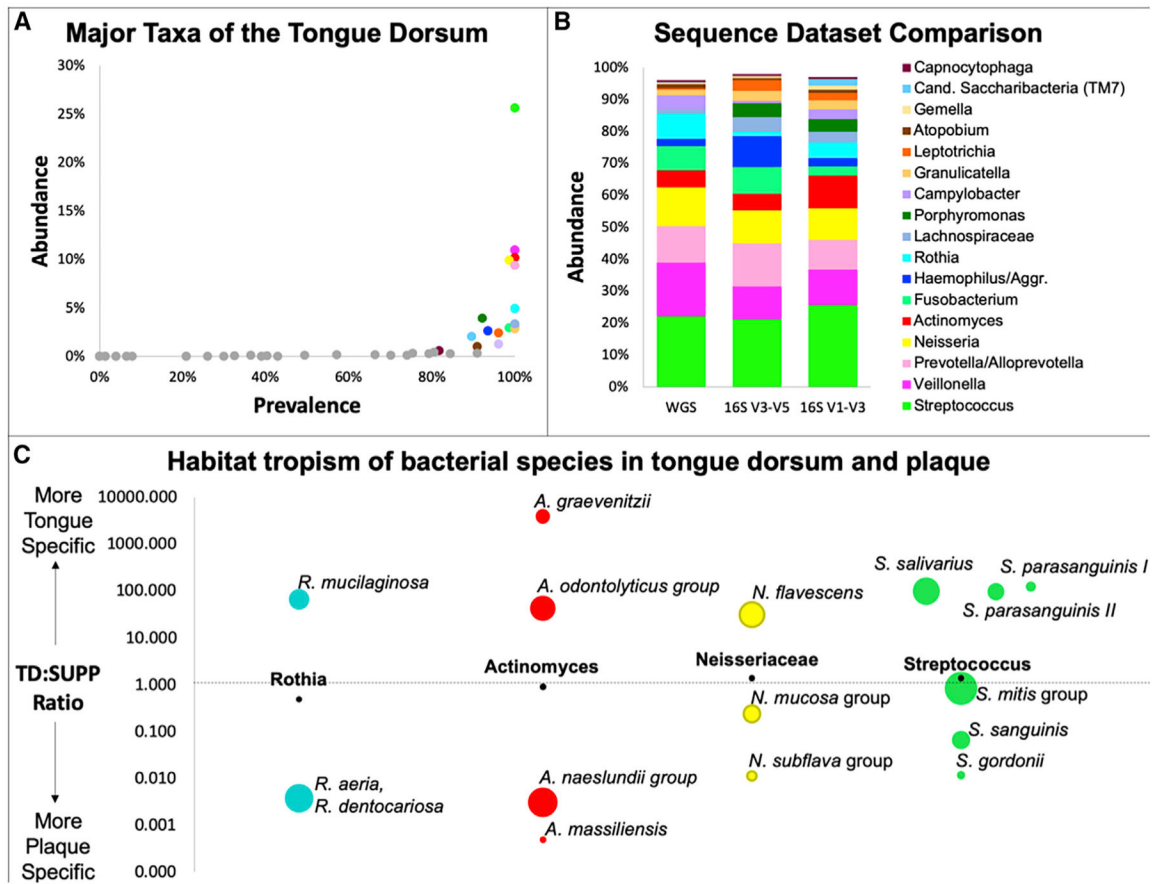 A
Major Taxa of the Tongue Dorsum
30%
25%
20%
15%
10%
5%
0%
Abundance
0%
20%
40%
60%
80%
100%
Prevalence
B
Sequence Dataset Comparison
100%
90%
80%
70%
60%
50%
40%
30%
20%
10%
0%
Abundance
WGS
16S V3-V5
16S V1-V3
Capnocytophaga
Cand. Saccharibacteria (TM7)
Gemella
Atopobium
Leptotrichia
Granulicatella
Campylobacter
Porphyromonas
Lachnospiraceae
Rothia
Haemophilus/Aggr.
Fusobacterium
Actinomyces
Neisseria
Prevotella/Alloprevotella
Veillonella
Streptococcus
C
Habitat tropism of bacterial species in tongue dorsum and plaque
More
Tongue
Specific
TD:SUPP
Ratio
More
Plaque
Specific
10000.000
1000.000
100.000
10.000
1.000
0.100
0.010
0.001
0.000
R. mucilaginosa
Rothia
R. aeria,
R. dentocariosa
A. graevenitzii
A. odontolyticus group
Actinomyces
A. naeslundii group
A. massiliensis
N. flavescens
Neisseriaceae
N. mucosa group
N. subflava group
S. salivarius
S. parasanguinis I
S. parasanguinis II
Streptococcus
S. mitis group
S. sanguinis
S. gordonii